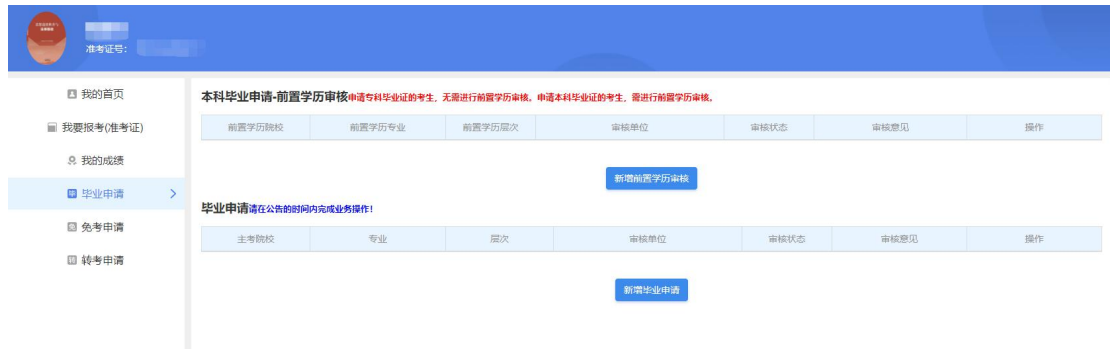 准考证号:
我的首页
我要报考(准考证)
我的成绩
毕业申请
免考申请
转考申请
本科毕业申请-前置学历审核申请专科毕业证的考生，无需进行前置学历审核。申请本科毕业证的考生，需进行前置学历审核。
前置学历院校 前置学历专业 前置学历层次 审核单位 审核状态 审核意见 操作
新增前置学历审核
毕业申请请在公告的时间内完成业务操作！
主考院校 专业 层次 审核单位 审核状态 审核意见 操作
新增毕业申请